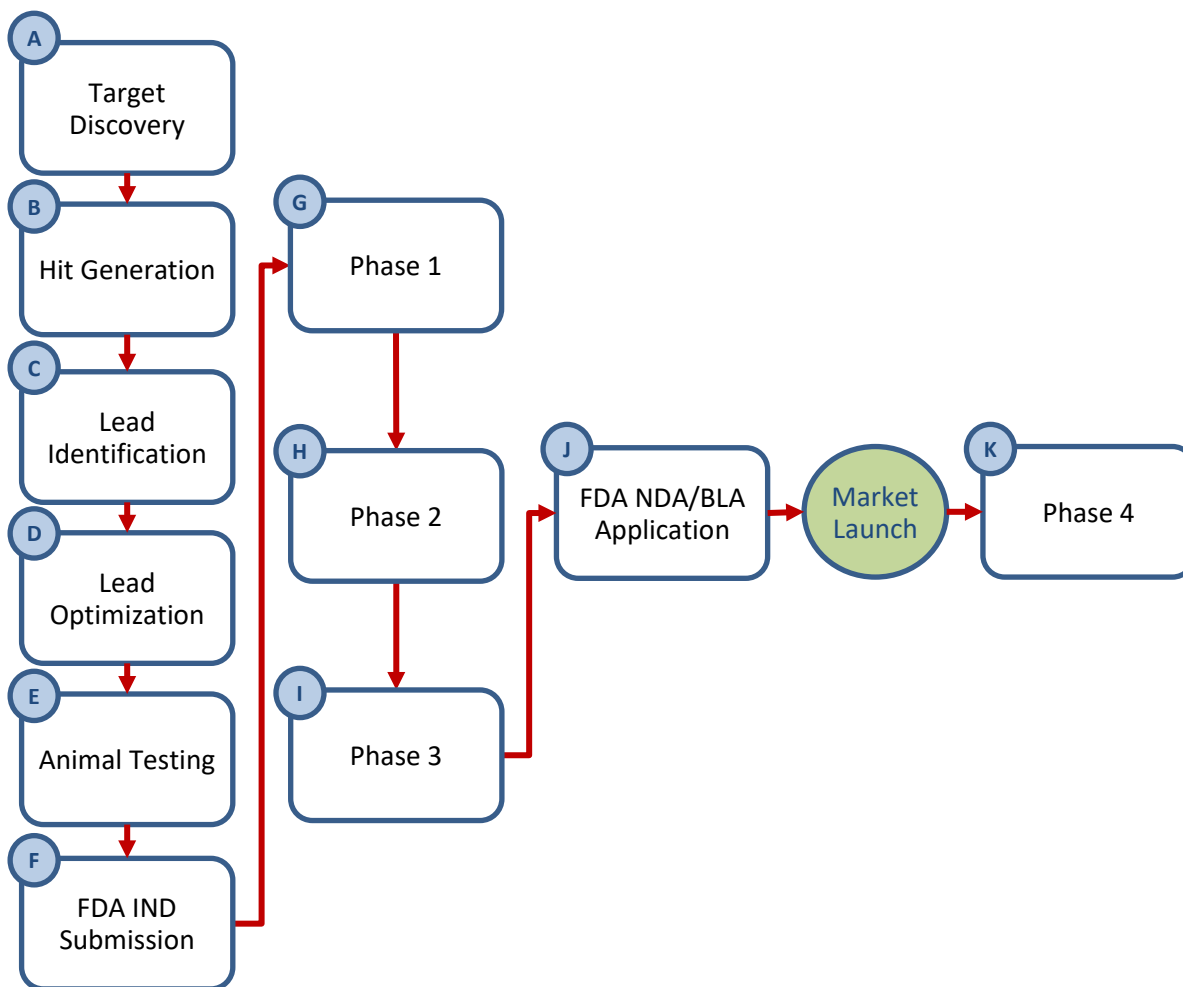 A
Target
Discovery
B
Hit Generation
C
Lead
Identification
D
Lead
Optimization
E
Animal Testing
F
FDA IND
Submission
G
Phase 1
H
Phase 2
I
Phase 3
J
FDA NDA/BLA
Application
Market
Launch
K
Phase 4